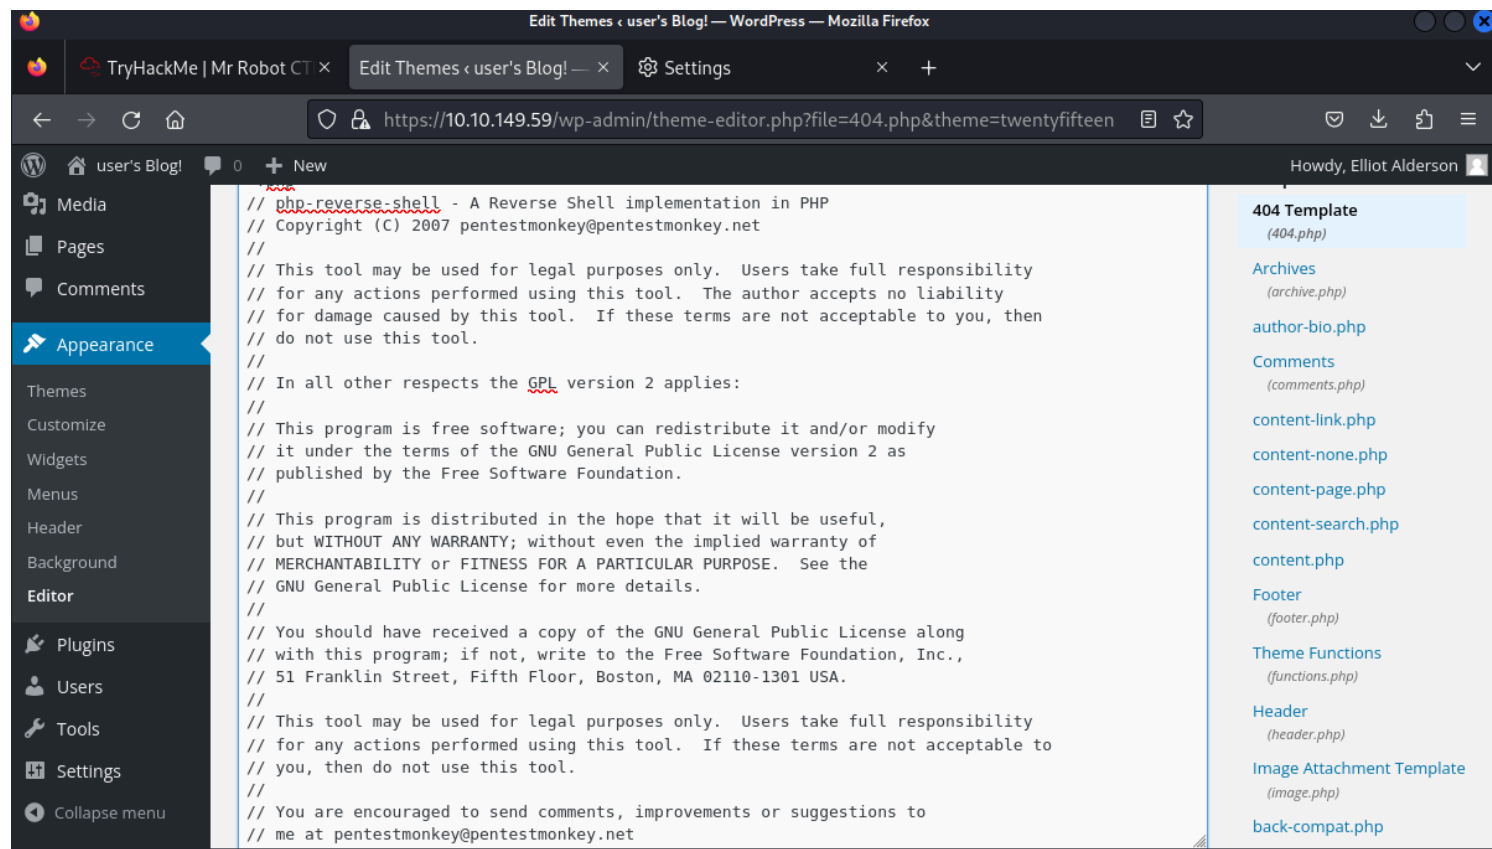 Edit Themes ‹ user's Blog! — WordPress — Mozilla Firefox
TryHackMe | Mr Robot CT
Edit Themes ‹ user's Blog! —
Settings
https://10.10.149.59/wp-admin/theme-editor.php?file=404.php&theme=twentyfifteen
user's Blog! 0 New Howdy, Elliot Alderson
Media
Pages
Comments
Appearance
Themes
Customize
Widgets
Menus
Header
Background
Editor
Plugins
Users
Tools
Settings
Collapse menu
// php-reverse-shell - A Reverse Shell implementation in PHP
// Copyright (C) 2007 pentestmonkey@pentestmonkey.net
//
// This tool may be used for legal purposes only.  Users take full responsibility
// for any actions performed using this tool.  The author accepts no liability
// for damage caused by this tool.  If these terms are not acceptable to you, then
// do not use this tool.
//
// In all other respects the GPL version 2 applies:
//
// This program is free software; you can redistribute it and/or modify
// it under the terms of the GNU General Public License version 2 as
// published by the Free Software Foundation.
//
// This program is distributed in the hope that it will be useful,
// but WITHOUT ANY WARRANTY; without even the implied warranty of
// MERCHANTABILITY or FITNESS FOR A PARTICULAR PURPOSE.  See the
// GNU General Public License for more details.
//
// You should have received a copy of the GNU General Public License along
// with this program; if not, write to the Free Software Foundation, Inc.,
// 51 Franklin Street, Fifth Floor, Boston, MA 02110-1301 USA.
//
// This tool may be used for legal purposes only.  Users take full responsibility
// for any actions performed using this tool.  If these terms are not acceptable to
// you, then do not use this tool.
//
// You are encouraged to send comments, improvements or suggestions to
// me at pentestmonkey@pentestmonkey.net
404 Template
(404.php)
Archives
(archive.php)
author-bio.php
Comments
(comments.php)
content-link.php
content-none.php
content-page.php
content-search.php
content.php
Footer
(footer.php)
Theme Functions
(functions.php)
Header
(header.php)
Image Attachment Template
(image.php)
back-compat.php